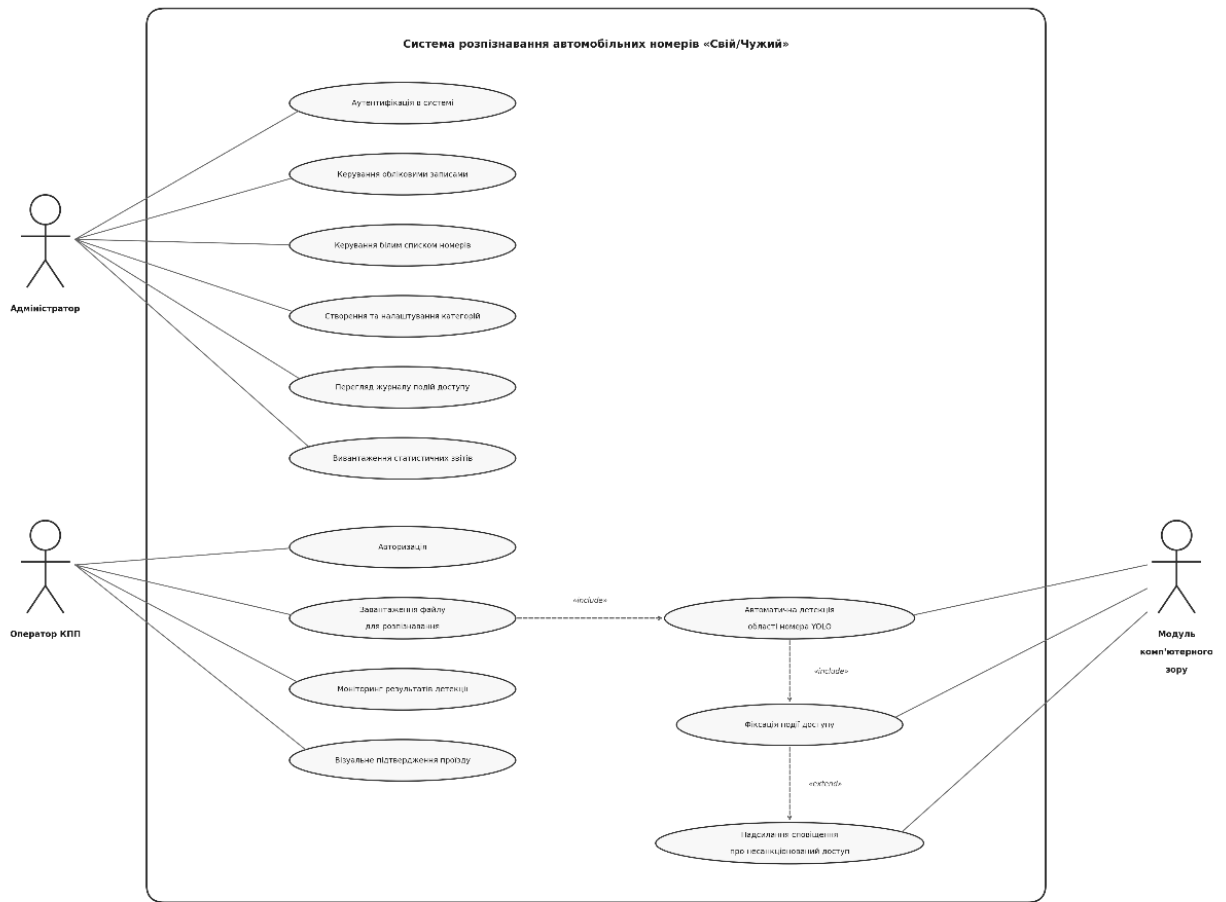 Система розпізнавання автомобільних номерів «Свій/Чужий»
Аутентифікація в системі
Керування обліковими записами
Керування білим списком номерів
Створення та налаштування категорій
Перегляд журналу подій доступу
Вивантаження статистичних звітів
Адміністратор
Авторизація
Завантаження файлу
для розпізнавання
Моніторинг результатів детекції
Візуальне підтвердження проїзду
Оператор КПП
«include»
Автоматична детекція
області номера YOLO
«include»
Фіксація події доступу
«extend»
Надсилання сповіщення
про несанкціонований доступ
Модуль
комп'ютерного
зору